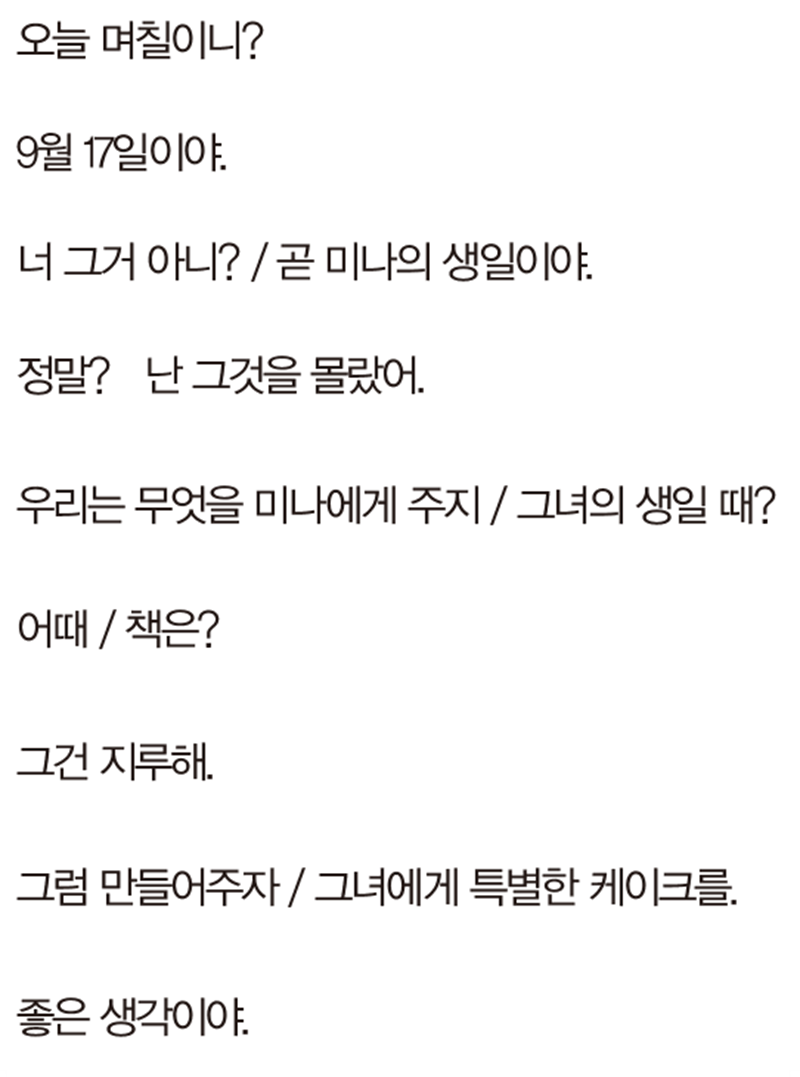 오늘 며칠이니?
9월 17일이야.
너 그거 아니? / 곧 미나의 생일이야.
정말? 난 그것을 몰랐어.
우리는 무엇을 미나에게 주지 / 그녀의 생일 때?
어때 / 책은?
그건 지루해.
그럼 만들어주자 / 그녀에게 특별한 케이크를.
좋은 생각이야.